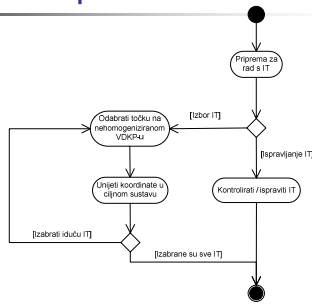 Priprema za
rad s IT
[Izbor IT]
Odabrati točku na
nehomogeniziranom
VDKP-u
[Ispravljanje IT]
Unijeti koordinate u
ciljnom sustavu
Kontrolirati / ispraviti IT
[Izabrati iduću IT]
[Izabrane su sve IT]